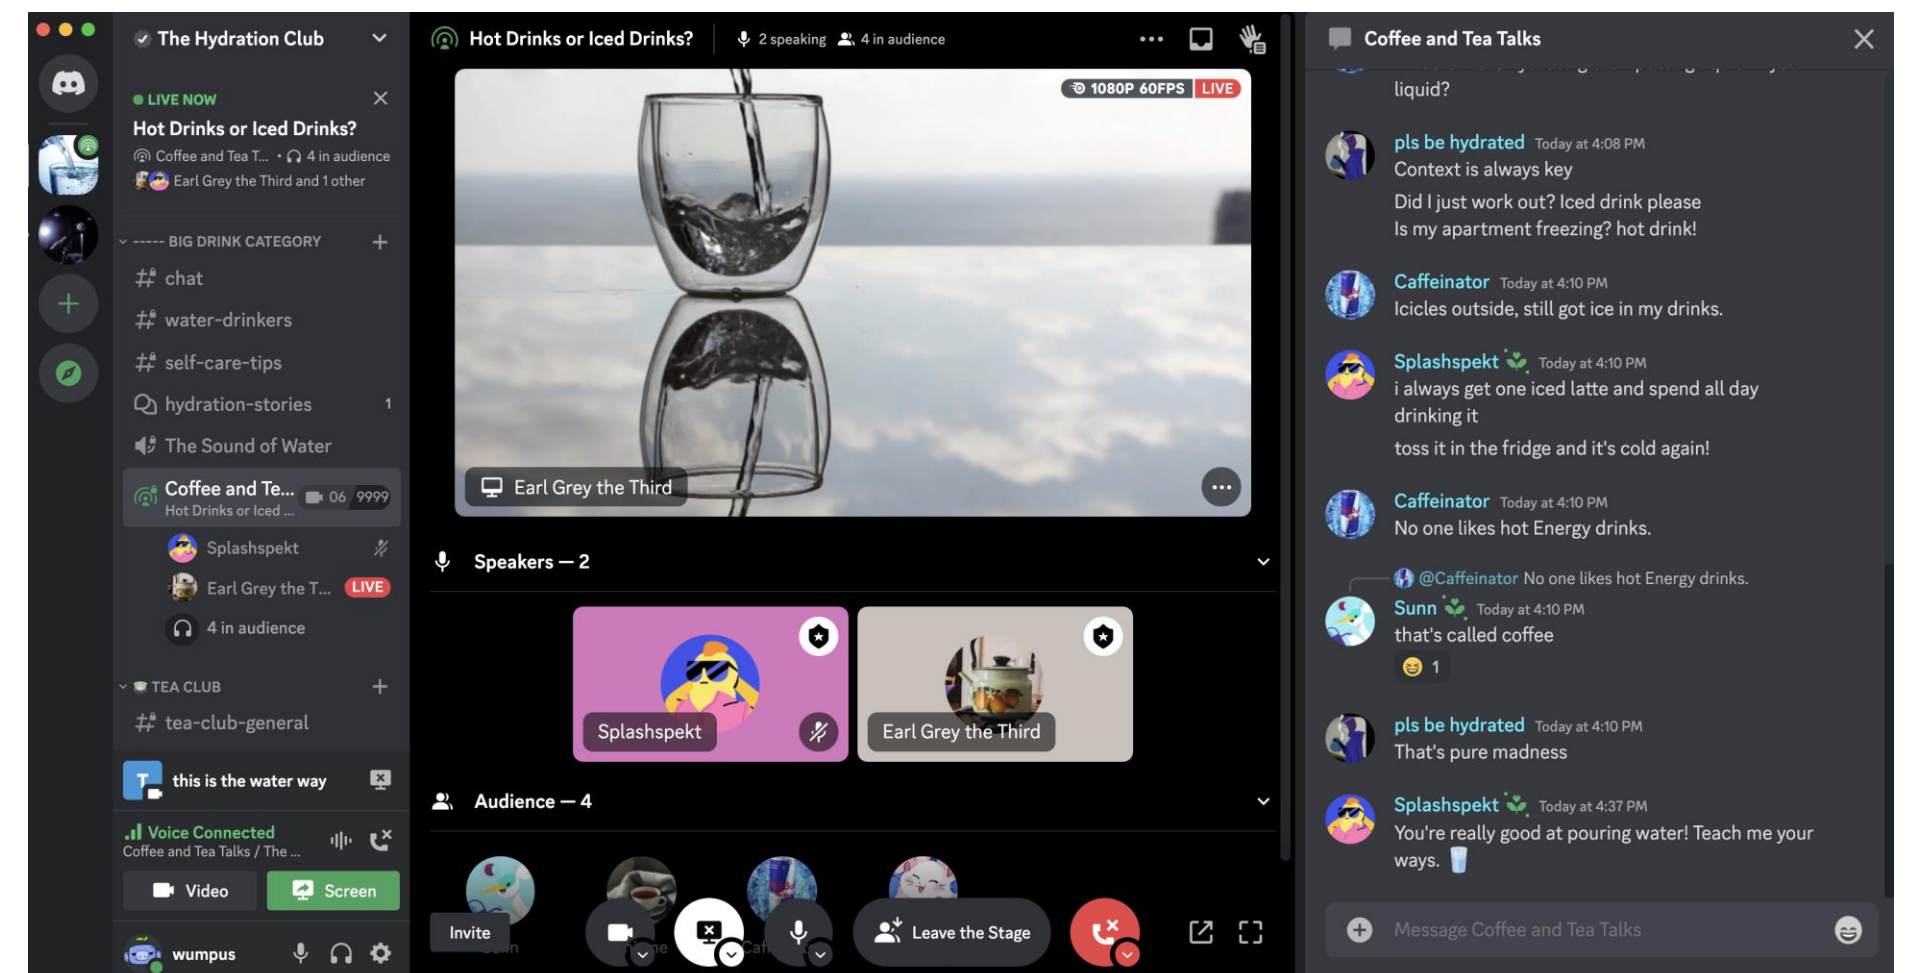 The Hydration Club
LIVE NOW
Hot Drinks or Iced Drinks?
Coffee and Tea T... • 4 in audience
Earl Grey the Third and 1 other
----- BIG DRINK CATEGORY
chat
water-drinkers
self-care-tips
hydration-stories 1
The Sound of Water
Coffee and Te... 06 9999
Hot Drinks or Iced ...
Splashspekt
Earl Grey the T... LIVE
4 in audience
TEA CLUB
tea-club-general
T this is the water way
Voice Connected
Coffee and Tea Talks / The ...
Video Screen
wumpus
Hot Drinks or Iced Drinks? 2 speaking 4 in audience
1080P 60FPS LIVE
Earl Grey the Third
Speakers — 2
Splashspekt
Earl Grey the Third
Audience — 4
Invite
Leave the Stage
Coffee and Tea Talks
liquid?
pls be hydrated Today at 4:08 PM
Context is always key
Did I just work out? Iced drink please
Is my apartment freezing? hot drink!
Caffeinator Today at 4:10 PM
Icicles outside, still got ice in my drinks.
Splashspekt Today at 4:10 PM
i always get one iced latte and spend all day
drinking it
toss it in the fridge and it's cold again!
Caffeinator Today at 4:10 PM
No one likes hot Energy drinks.
@Caffeinator No one likes hot Energy drinks.
Sunn Today at 4:10 PM
that's called coffee
1
pls be hydrated Today at 4:10 PM
That's pure madness
Splashspekt Today at 4:37 PM
You're really good at pouring water! Teach me your
ways.
Message Coffee and Tea Talks